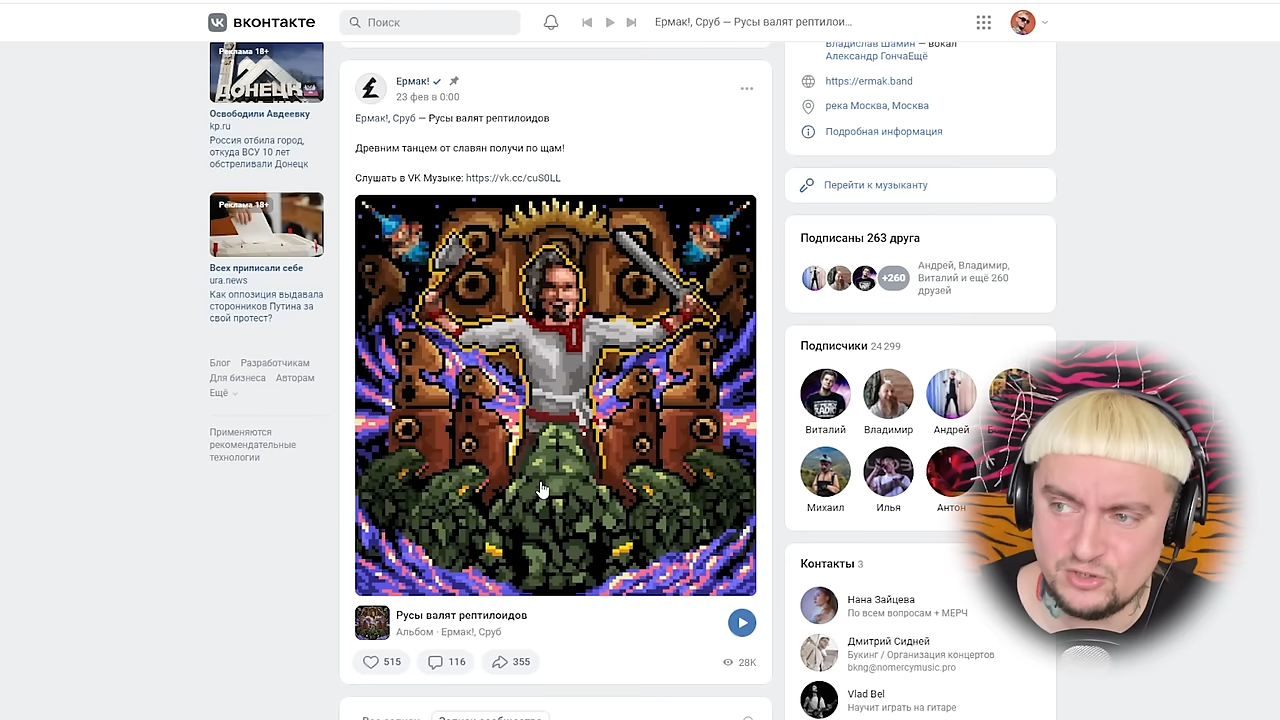 вконтакте
Поиск
Ермак!, Сруб — Русы валят рептилои...
Реклама 18+
ДОНЕЦК
Освободили Авдеевку
kp.ru
Россия отбила город,
откуда ВСУ 10 лет
обстреливали Донецк
Реклама 18+
Всех приписали себе
ura.news
Как оппозиция выдавала
сторонников Путина за
свой протест?
Блог Разработчикам
Для бизнеса Авторам
Ещё
Применяются
рекомендательные
технологии
Ермак!
23 фев в 0:00
Ермак!, Сруб — Русы валят рептилоидов
Древним танцем от славян получи по щам!
Слушать в VK Музыке: https://vk.cc/cuS0LL
Русы валят рептилоидов
Альбом · Ермак!, Сруб
515 116 355 28K
Все записи Записи сообщества
Владислав Шамин — вокал
Александр ГончаЕщё
https://ermak.band
река Москва, Москва
Подробная информация
Перейти к музыканту
Подписаны 263 друга
+260
Андрей, Владимир,
Виталий и ещё 260
друзей
Подписчики 24 299
Виталий Владимир Андрей
Михаил Илья Антон
Контакты 3
Нана Зайцева
По всем вопросам + МЕРЧ
Дмитрий Сидней
Букинг / Организация концертов
bkng@nomercymusic.pro
Vlad Bel
Научит играть на гитаре